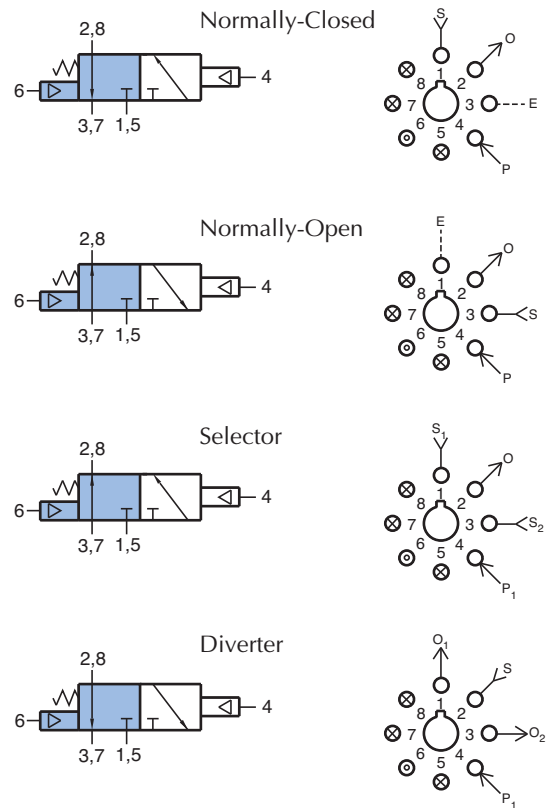 Normally-Closed
2,8
6
4
3,7 1,5
S
O
1
8 2
7 3 E
6 4
5
P
Normally-Open
2,8
6
4
3,7 1,5
E
O
1
8 2
7 3 S
6 4
5
P
Selector
2,8
6
4
3,7 1,5
S1
O
1
8 2
7 3 S2
6 4
5
P1
Diverter
2,8
6
4
3,7 1,5
O1
S
1
8 2
7 3 O2
6 4
5
P1